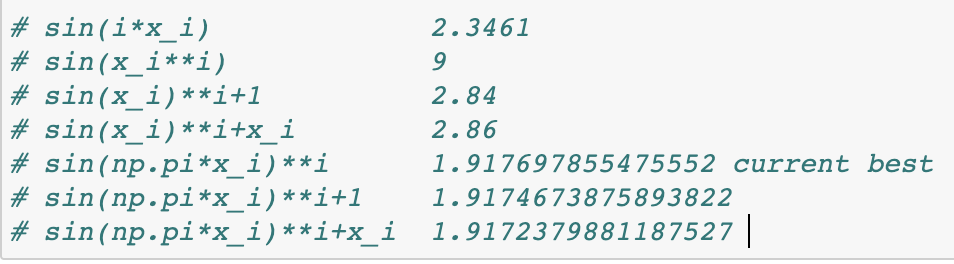 # sin(i*x_i)             2.3461
# sin(x_i**i)            9
# sin(x_i)**i+1          2.84
# sin(x_i)**i+x_i        2.86
# sin(np.pi*x_i)**i      1.917697855475552 current best
# sin(np.pi*x_i)**i+1    1.9174673875893822
# sin(np.pi*x_i)**i+x_i  1.9172379881187527